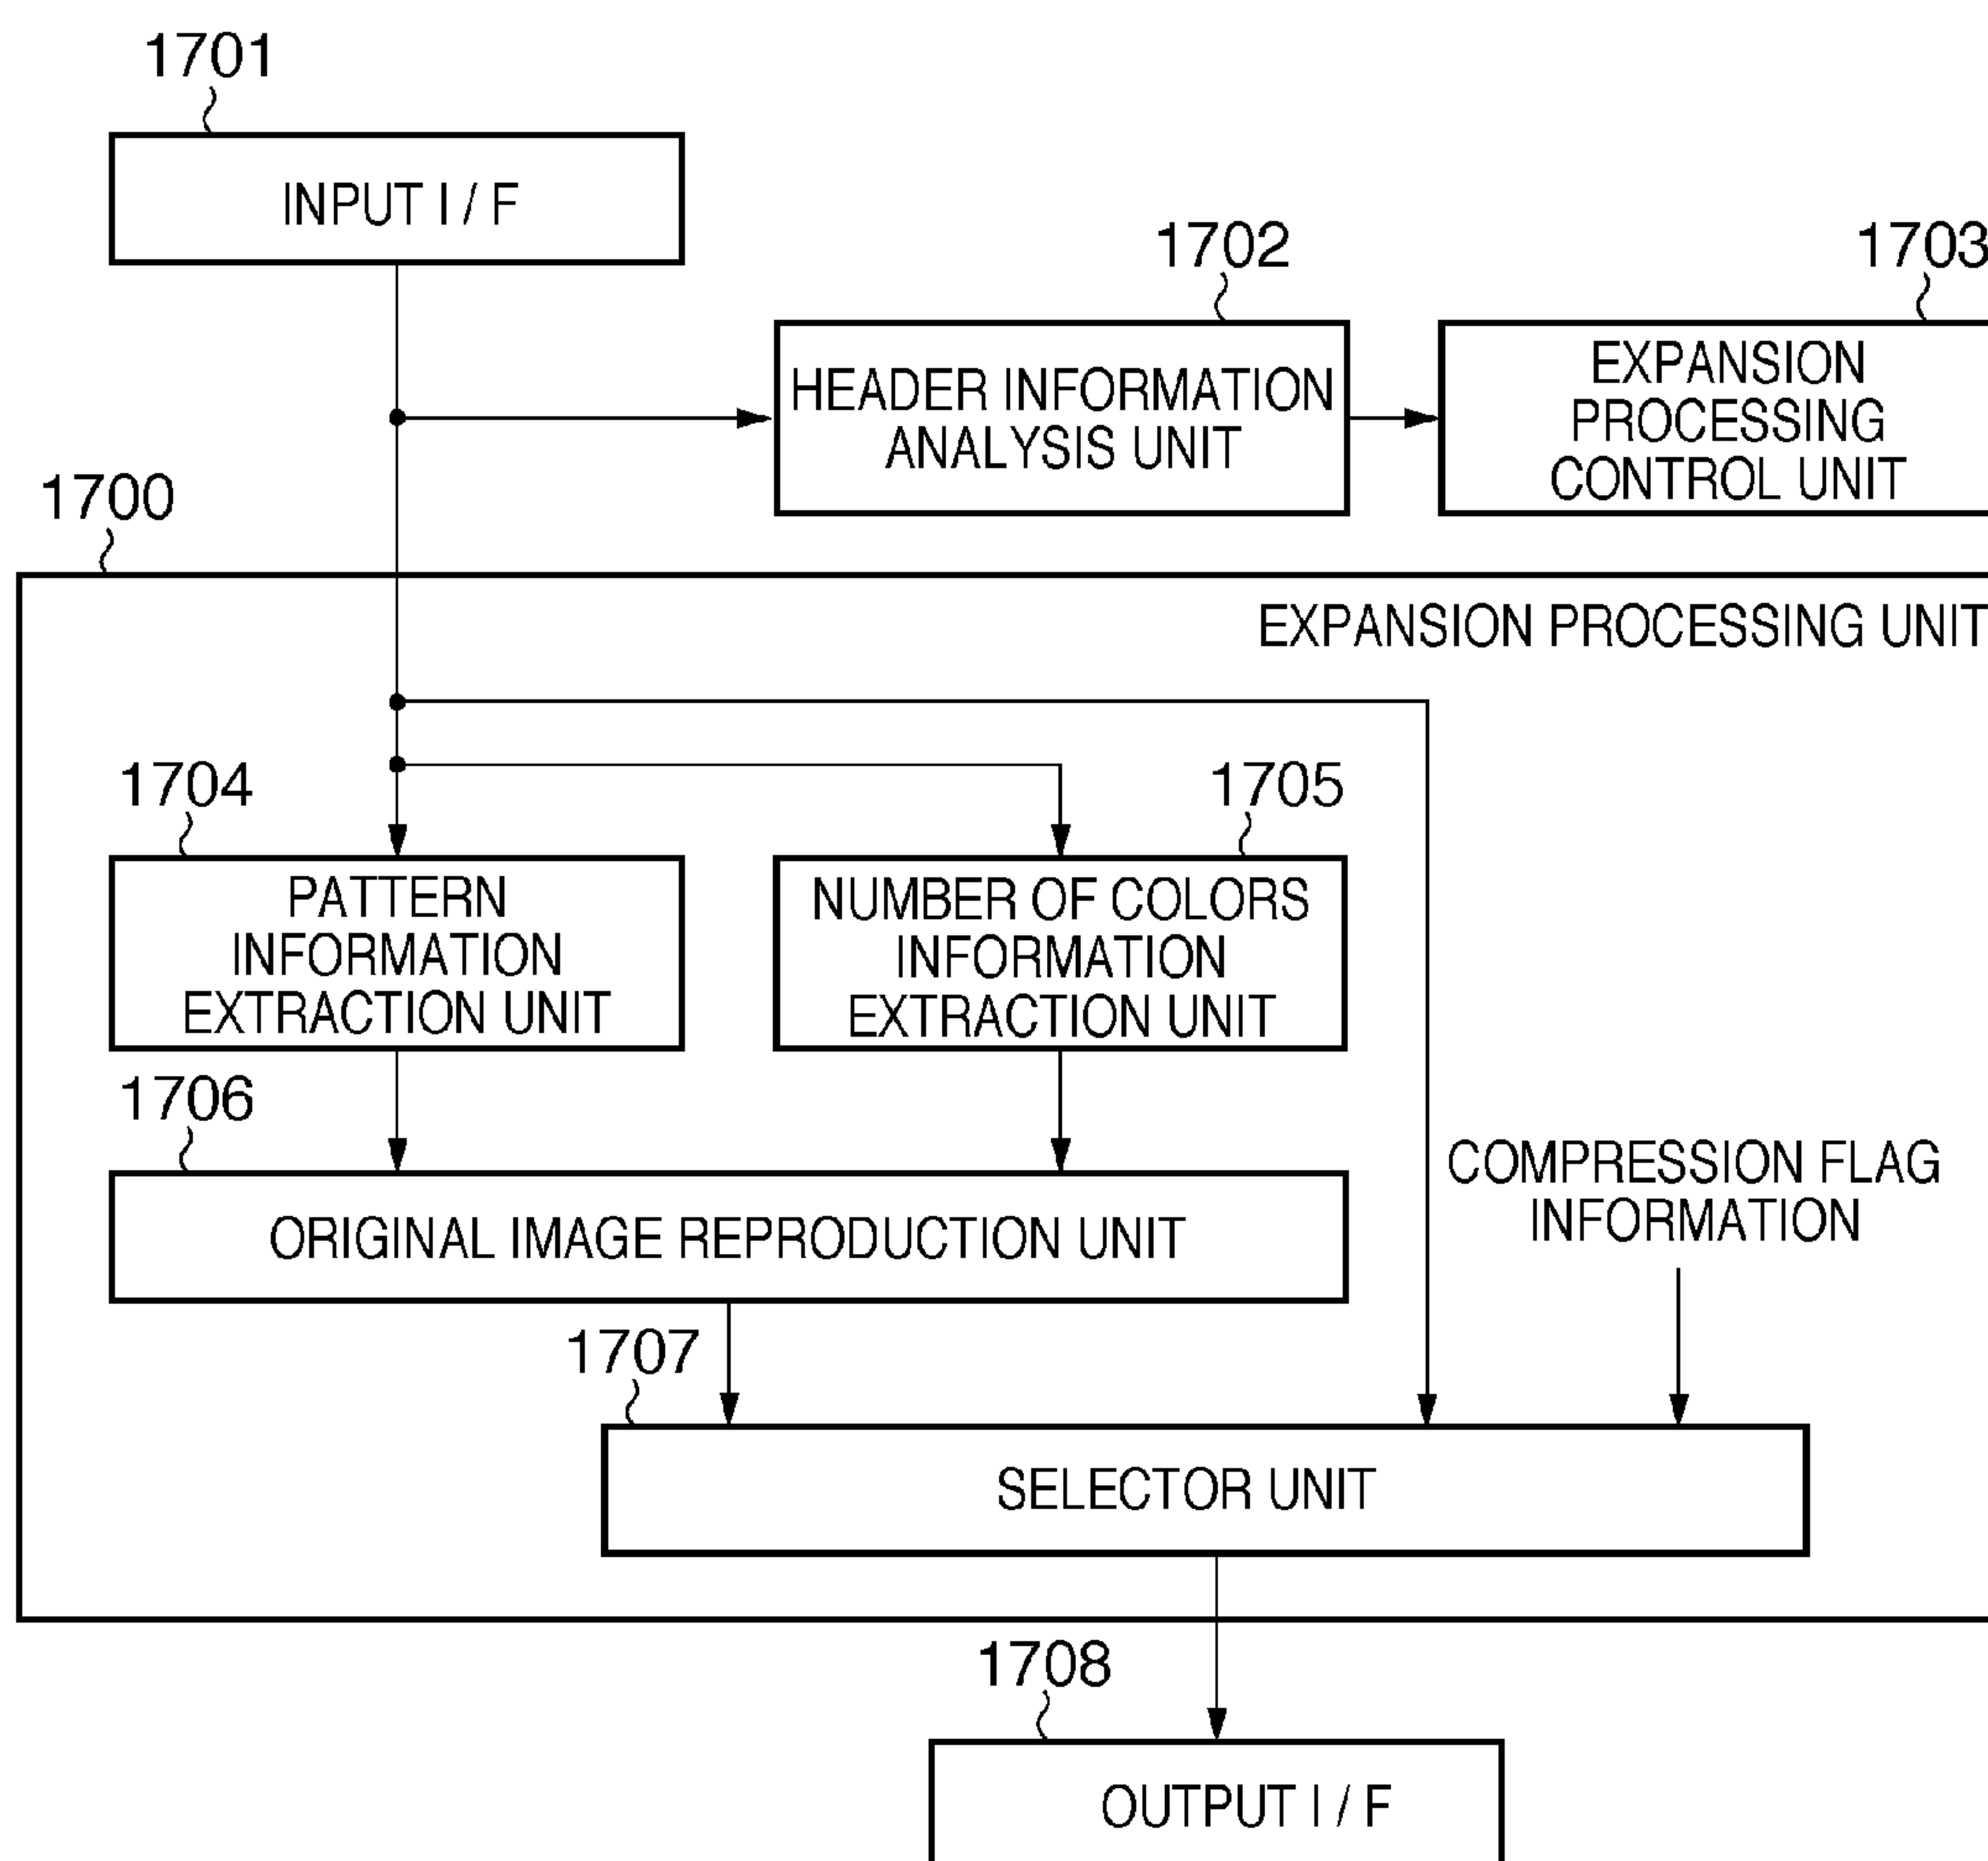 1701
INPUT I / F
1702
HEADER INFORMATION
ANALYSIS UNIT
1703
EXPANSION
PROCESSING
CONTROL UNIT
1700
EXPANSION PROCESSING UNIT
1704
PATTERN
INFORMATION
EXTRACTION UNIT
1705
NUMBER OF COLORS
INFORMATION
EXTRACTION UNIT
1706
ORIGINAL IMAGE REPRODUCTION UNIT
COMPRESSION FLAG
INFORMATION
1707
SELECTOR UNIT
1708
OUTPUT I / F